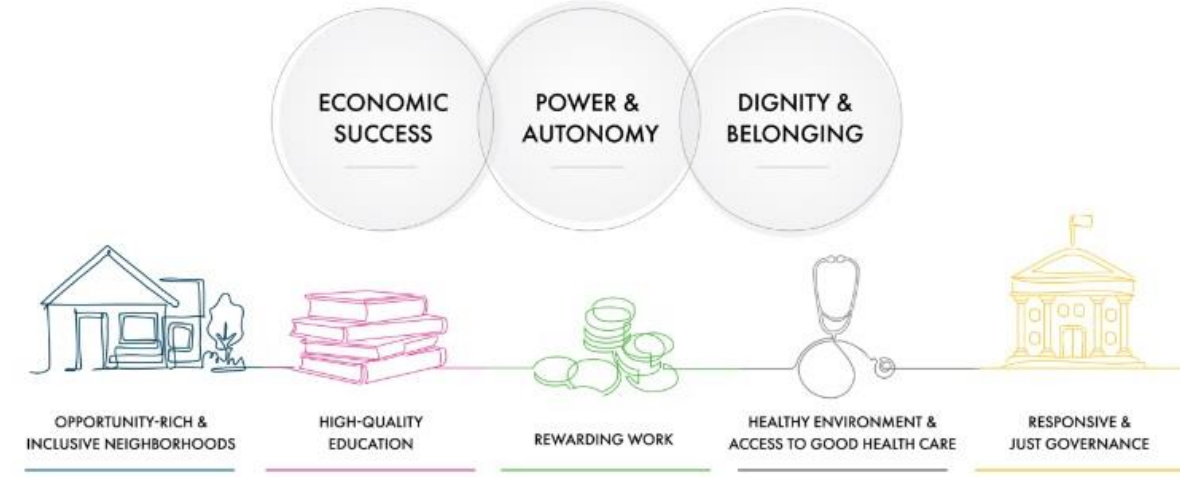 ECONOMIC
SUCCESS
POWER &
AUTONOMY
DIGNITY &
BELONGING
OPPORTUNITY-RICH &
INCLUSIVE NEIGHBORHOODS
HIGH-QUALITY
EDUCATION
REWARDING WORK
HEALTHY ENVIRONMENT &
ACCESS TO GOOD HEALTH CARE
RESPONSIVE &
JUST GOVERNANCE